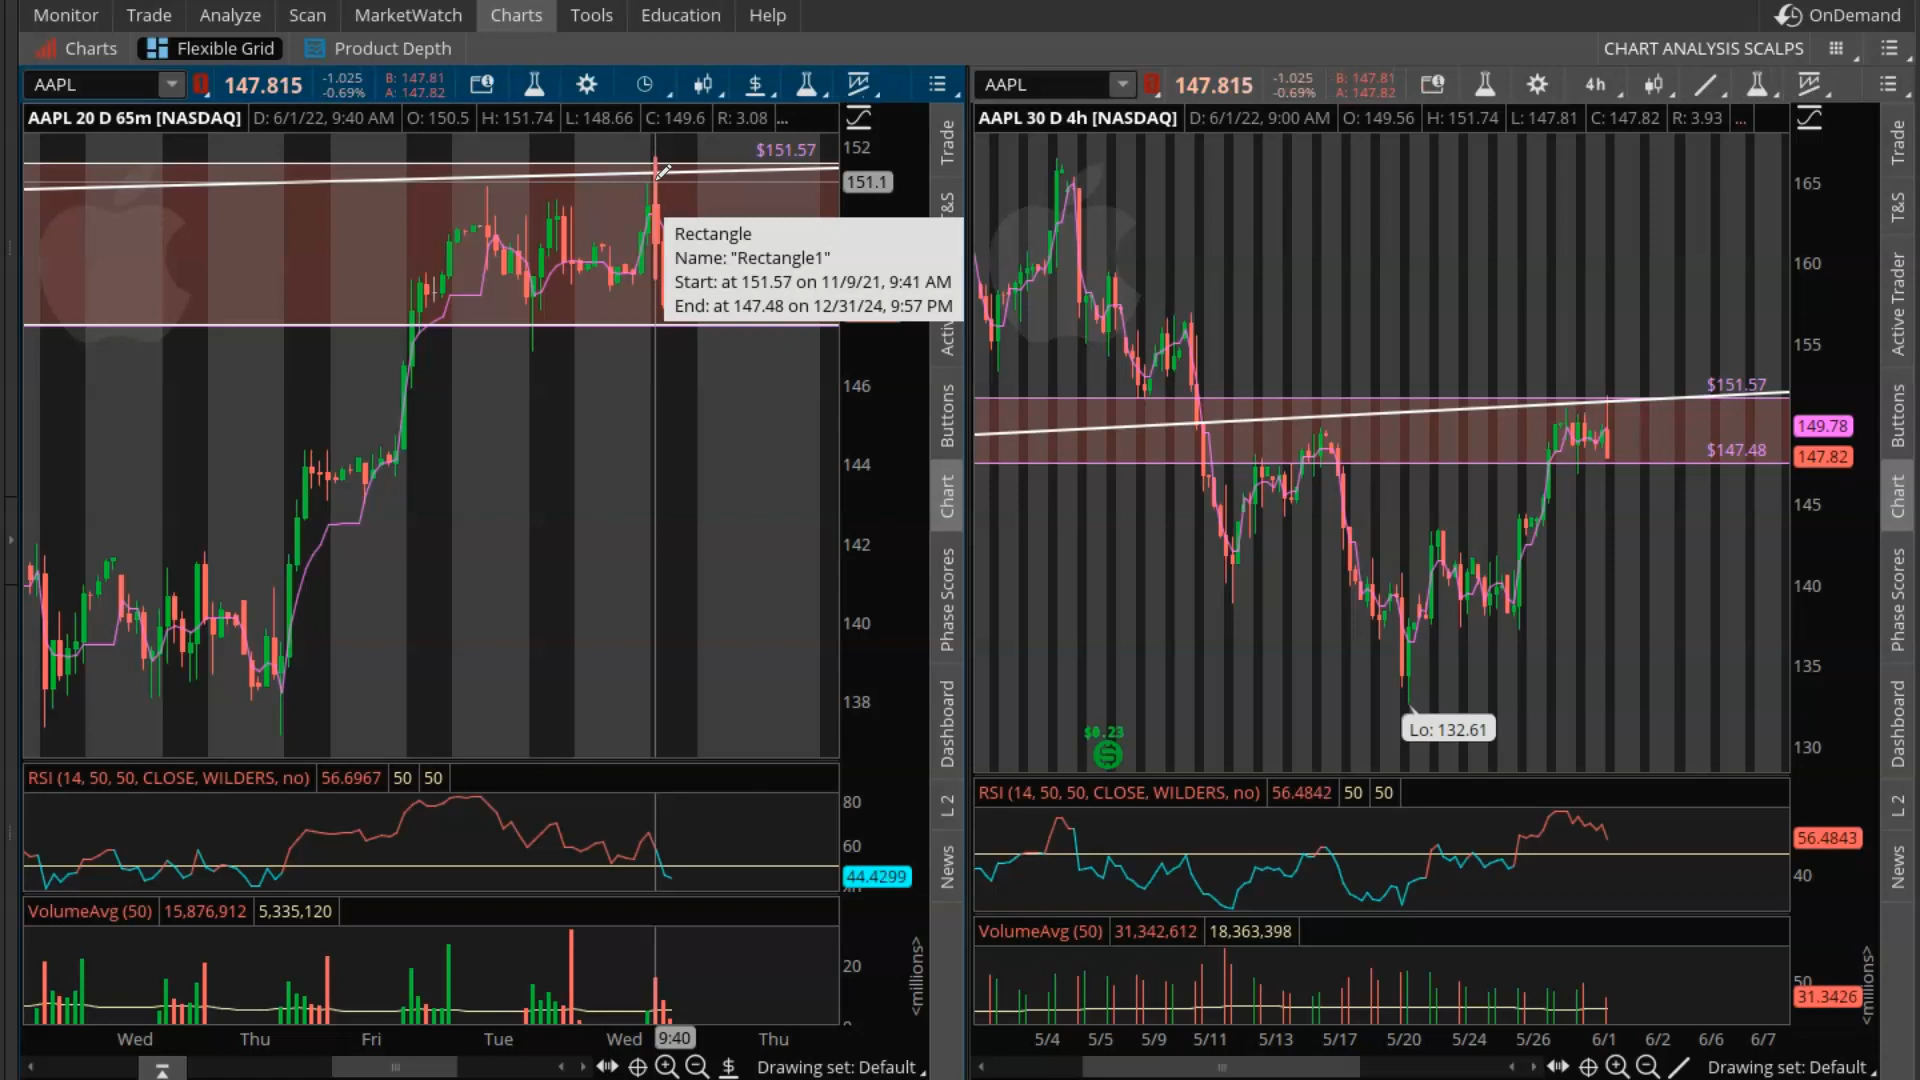 Monitor Trade Analyze Scan MarketWatch Charts Tools Education Help OnDemand
Charts Flexible Grid Product Depth CHART ANALYSIS SCALPS
AAPL 147.815 -1.025 -0.69% B: 147.81 A: 147.82
AAPL 20 D 65m [NASDAQ] D: 6/1/22, 9:40 AM O: 150.5 H: 151.74 L: 148.66 C: 149.6 R: 3.08 ...
$151.57
152
151.1
Rectangle
Name: "Rectangle1"
Start: at 151.57 on 11/9/21, 9:41 AM
End: at 147.48 on 12/31/24, 9:57 PM
146
144
142
140
138
RSI (14, 50, 50, CLOSE, WILDERS, no) 56.6967 50 50
80
60
44.4299
VolumeAvg (50) 15,876,912 5,335,120
20
<millions>
Wed Thu Fri Tue Wed 9:40 Thu
Drawing set: Default
Trade
T&S
Buttons
Chart
Phase Scores
Dashboard
L 2
News
AAPL 147.815 -1.025 -0.69% B: 147.81 A: 147.82 4h
AAPL 30 D 4h [NASDAQ] D: 6/1/22, 9:00 AM O: 149.56 H: 151.74 L: 147.81 C: 147.82 R: 3.93 ...
165
160
155
$151.57
149.78
$147.48
147.82
145
140
135
130
Lo: 132.61
$0.23
RSI (14, 50, 50, CLOSE, WILDERS, no) 56.4842 50 50
56.4843
40
VolumeAvg (50) 31,342,612 18,363,398
50
31.3426
<millions>
5/4 5/5 5/9 5/11 5/13 5/17 5/20 5/24 5/26 6/1 6/2 6/6 6/7
Drawing set: Default
Trade
T&S
Active Trader
Buttons
Chart
Phase Scores
Dashboard
L 2
News